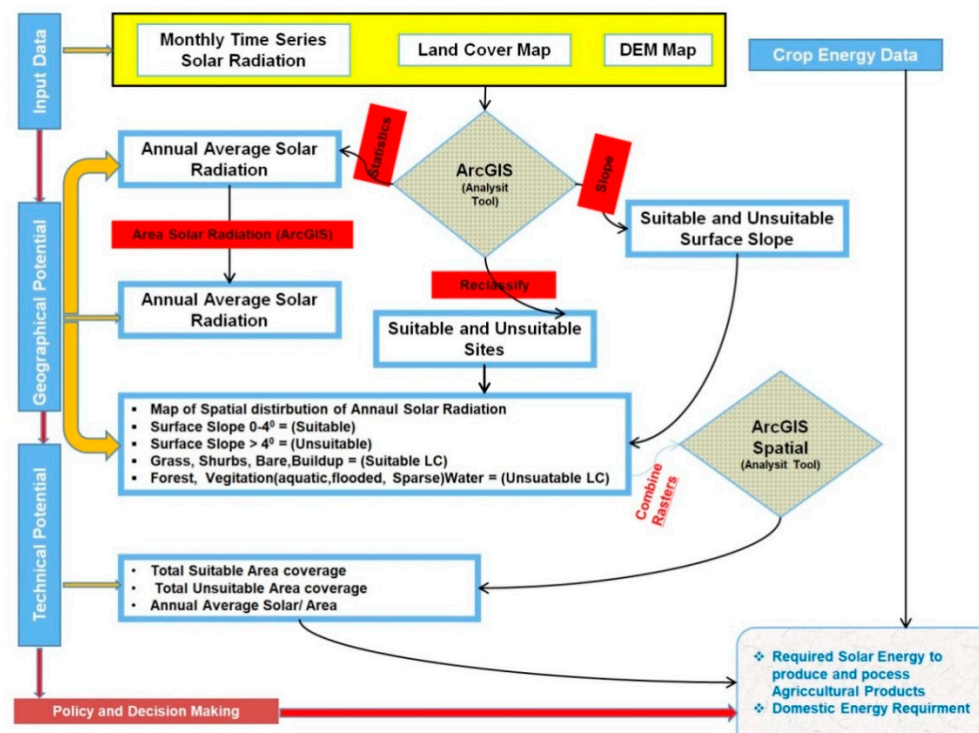 Input Data
Monthly Time Series
Solar Radiation
Land Cover Map
DEM Map
Crop Energy Data
Geographical Potential
Annual Average Solar
Radiation
Statistics
ArcGIS
(Analysit
Tool)
Slope
Suitable and Unsuitable
Surface Slope
Area Solar Radiation (ArcGIS)
Reclassify
Annual Average Solar
Radiation
Suitable and Unsuitable
Sites
▪ Map of Spatial distirbution of Annaul Solar Radiation
▪ Surface Slope 0-4⁰ = (Suitable)
▪ Surface Slope > 4⁰ = (Unsuitable)
▪ Grass, Shurbs, Bare,Buildup = (Suitable LC)
▪ Forest, Vegitation(aquatic,flooded, Sparse)Water = (Unsuatable LC)
Combine
Rasters
ArcGIS
Spatial
(Analysit Tool)
Technical Potential
• Total Suitable Area coverage
• Total Unsuitable Area coverage
• Annual Average Solar/ Area
Policy and Decision Making
❖ Required Solar Energy to
produce and pocess
Agriccultural Products
❖ Domestic Energy Requirment